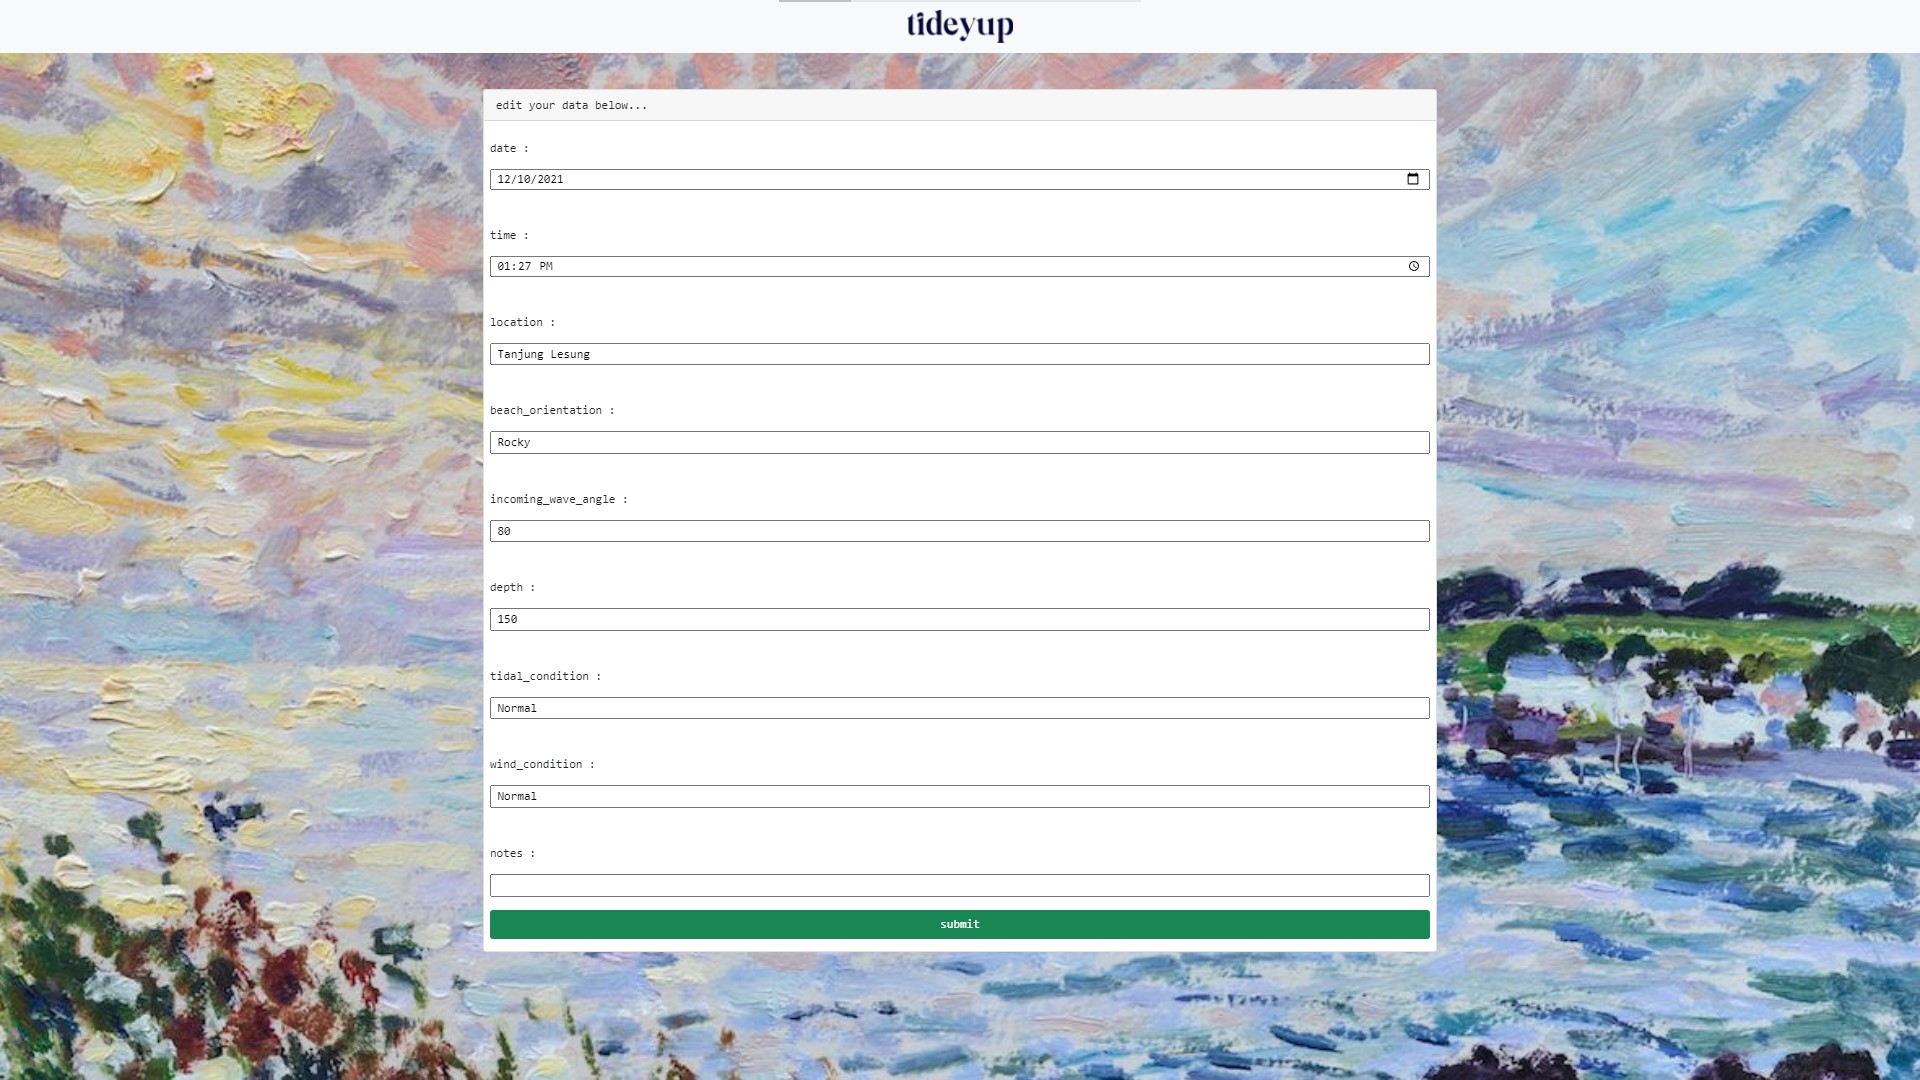 tideyup
edit your data below...
date :
12/10/2021
time :
01:27 PM
location :
Tanjung Lesung
beach_orientation :
Rocky
incoming_wave_angle :
80
depth :
150
tidal_condition :
Normal
wind_condition :
Normal
notes :
submit